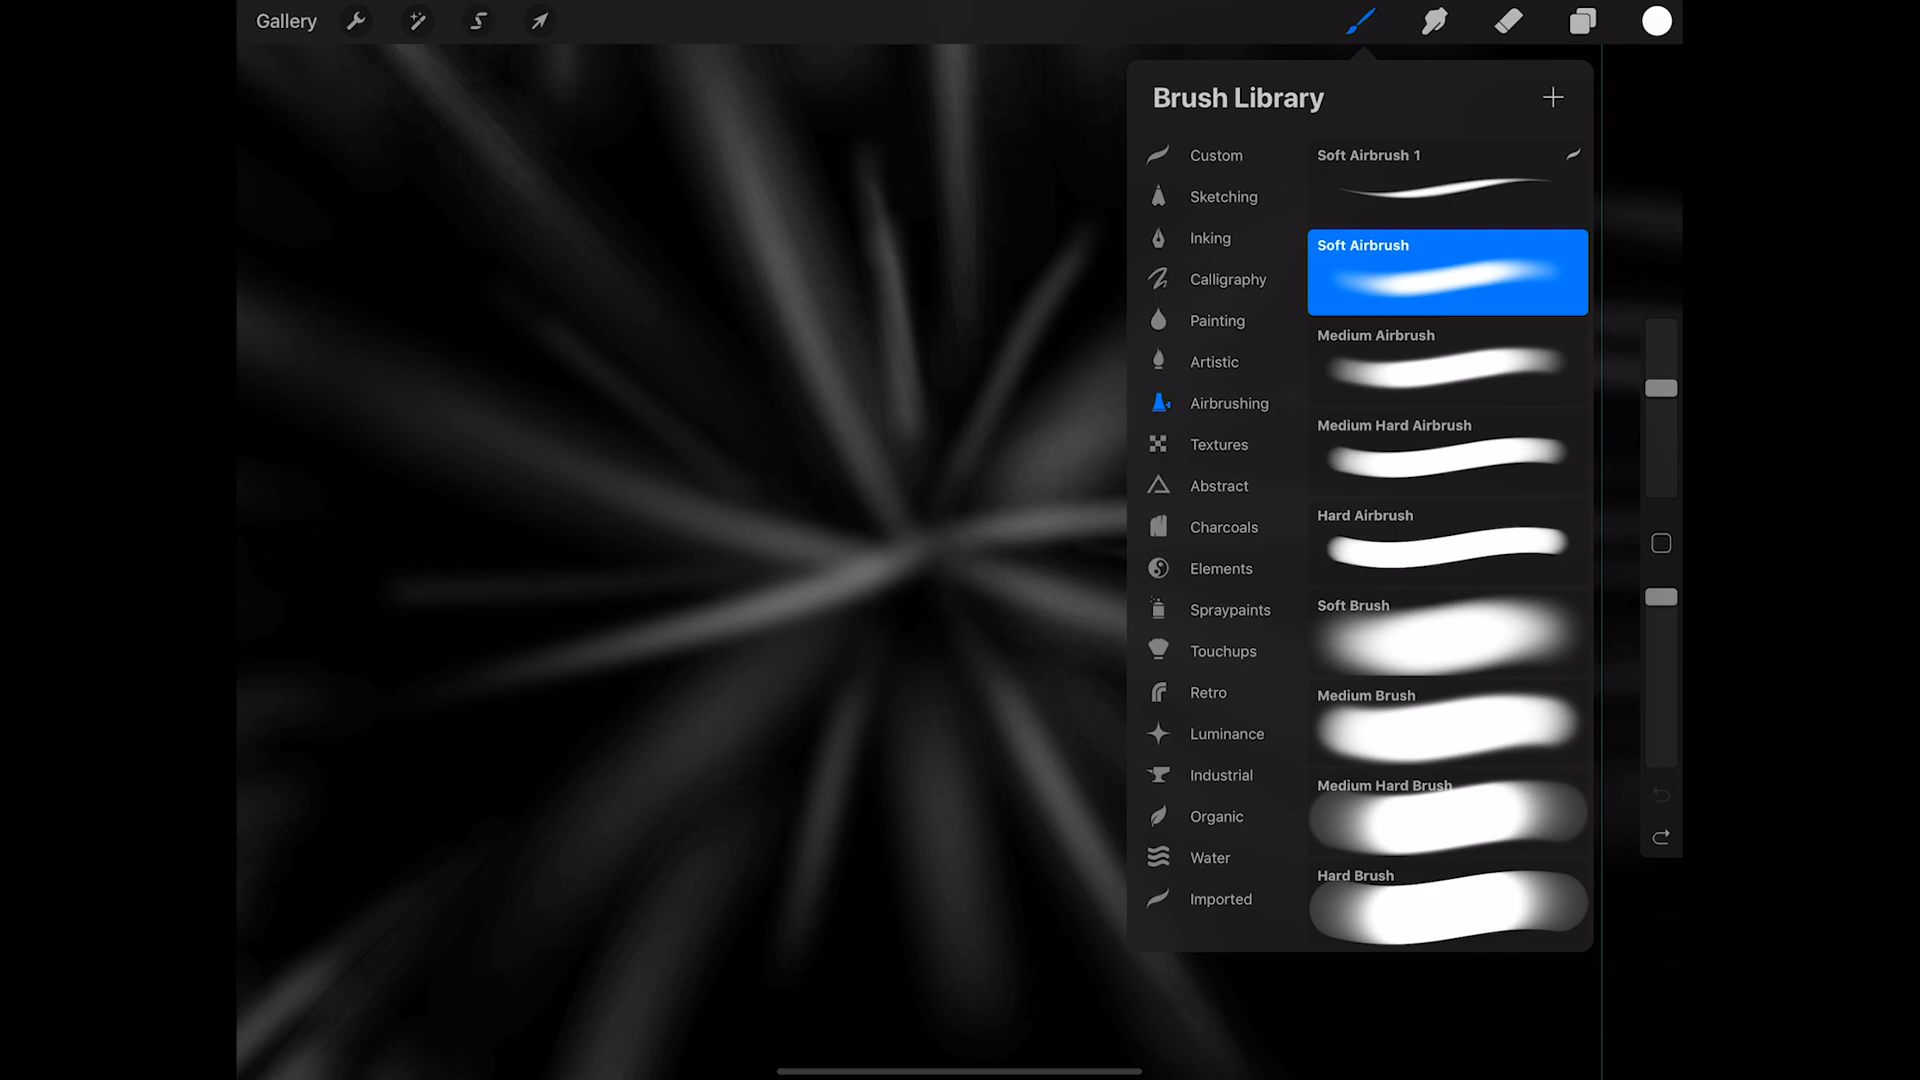 Gallery
Brush Library
Custom
Sketching
Inking
Calligraphy
Painting
Artistic
Airbrushing
Textures
Abstract
Charcoals
Elements
Spraypaints
Touchups
Retro
Luminance
Industrial
Organic
Water
Imported
Soft Airbrush 1
Soft Airbrush
Medium Airbrush
Medium Hard Airbrush
Hard Airbrush
Soft Brush
Medium Brush
Medium Hard Brush
Hard Brush